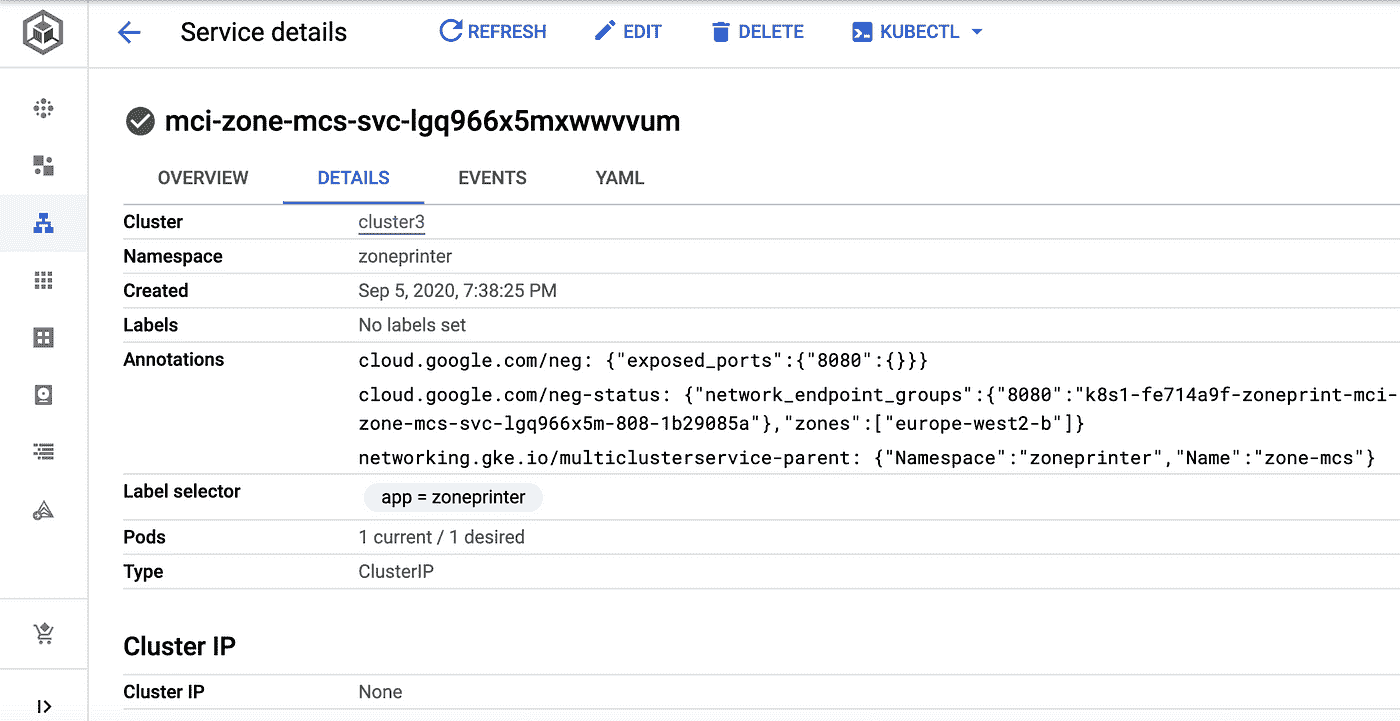 Service details REFRESH EDIT DELETE KUBECTL
mci-zone-mcs-svc-lgq966x5mxwwvvum
OVERVIEW DETAILS EVENTS YAML
Cluster cluster3
Namespace zoneprinter
Created Sep 5, 2020, 7:38:25 PM
Labels No labels set
Annotations cloud.google.com/neg: {"exposed_ports":{"8080":{}}}
cloud.google.com/neg-status: {"network_endpoint_groups":{"8080":"k8s1-fe714a9f-zoneprint-mci-
zone-mcs-svc-lgq966x5m-808-1b29085a"},"zones":["europe-west2-b"]}
networking.gke.io/multiclusterservice-parent: {"Namespace":"zoneprinter","Name":"zone-mcs"}
Label selector app = zoneprinter
Pods 1 current / 1 desired
Type ClusterIP
Cluster IP
Cluster IP None